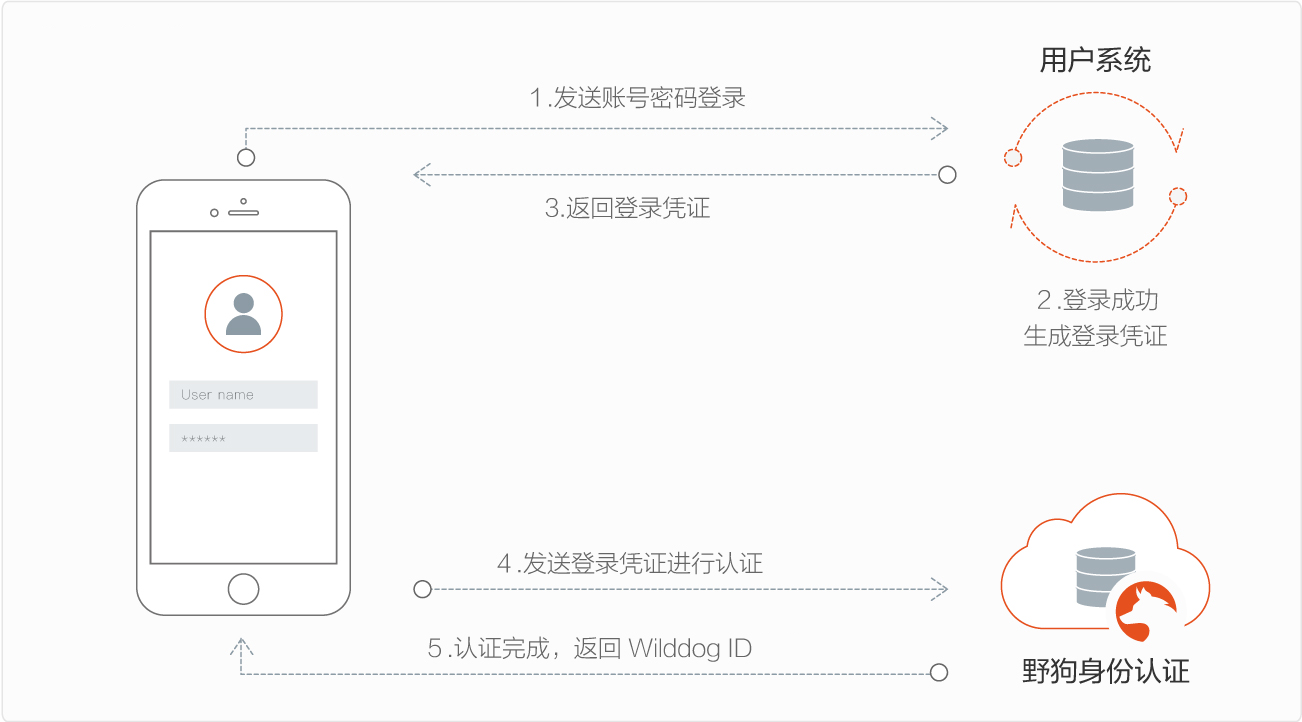 用户系统
1.发送账号密码登录
3.返回登录凭证
2.登录成功
生成登录凭证
User name
******
4.发送登录凭证进行认证
5.认证完成，返回 Wilddog ID
野狗身份认证